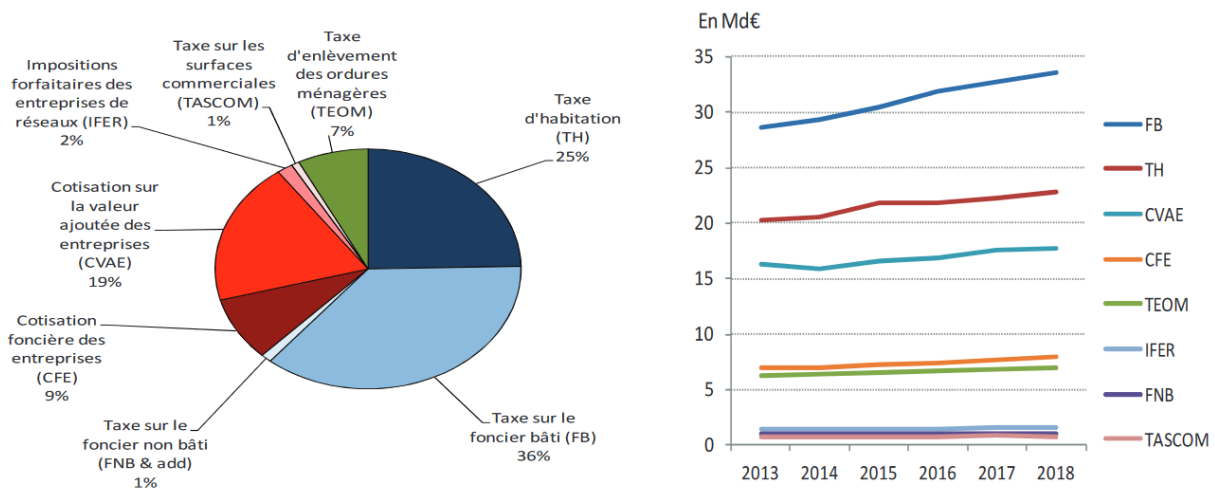 Taxe sur les
surfaces
commerciales
(TASCOM)
1%
Taxe
d'enlèvement
des ordures
ménagères
(TEOM)
7%
Taxe
d'habitation
(TH)
25%
Impositions
forfaitaires des
entreprises de
réseaux (IFER)
2%
Cotisation sur
la valeur
ajoutée des
entreprises
(CVAE)
19%
Cotisation
foncière des
entreprises
(CFE)
9%
Taxe sur le
foncier non bâti
(FNB & add)
1%
Taxe sur le
foncier bâti (FB)
36%
En Md€
35
30
25
20
15
10
5
0
2013 2014 2015 2016 2017 2018
FB
TH
CVAE
CFE
TEOM
IFER
FNB
TASCOM